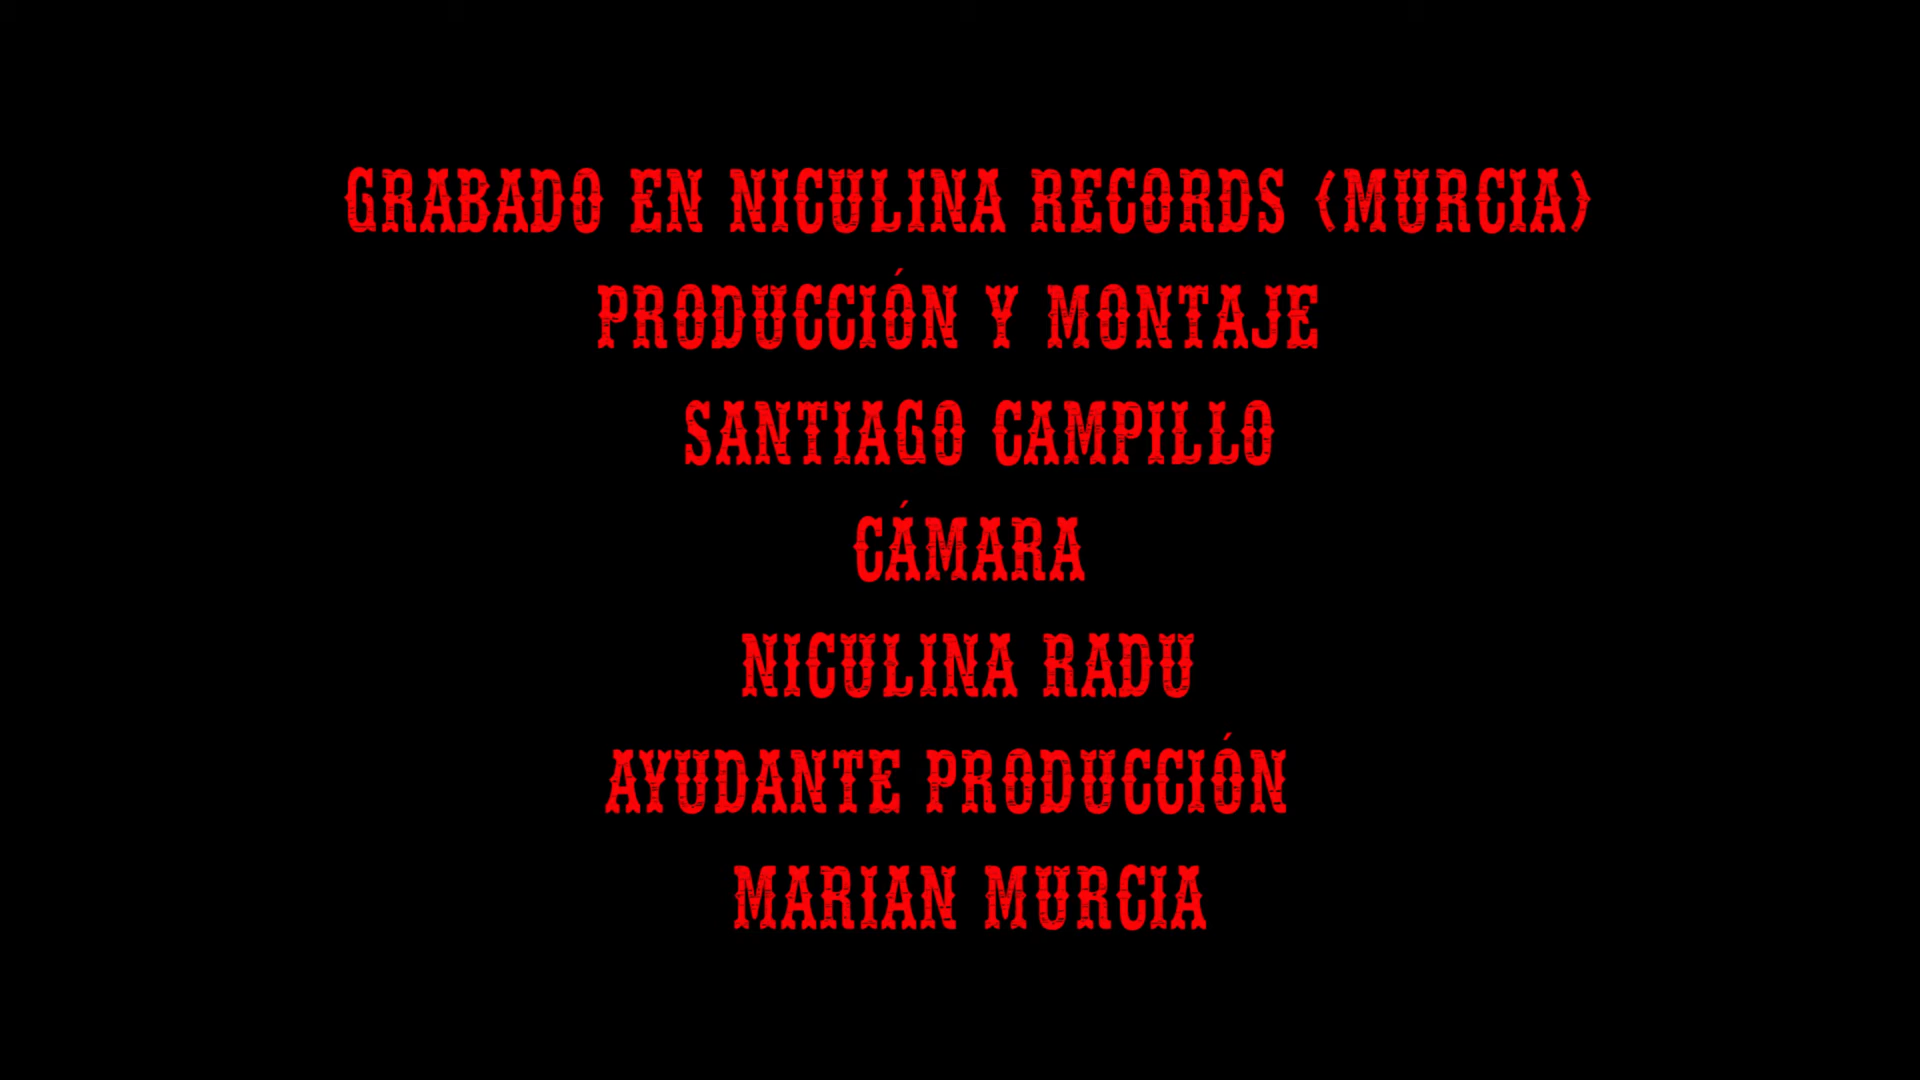 GRABADO EN NICULINA RECORDS (MURCIA)
PRODUCCIÓN Y MONTAJE
SANTIAGO CAMPILLO
CÁMARA
NICULINA RADU
AYUDANTE PRODUCCIÓN
MARIAN MURCIA